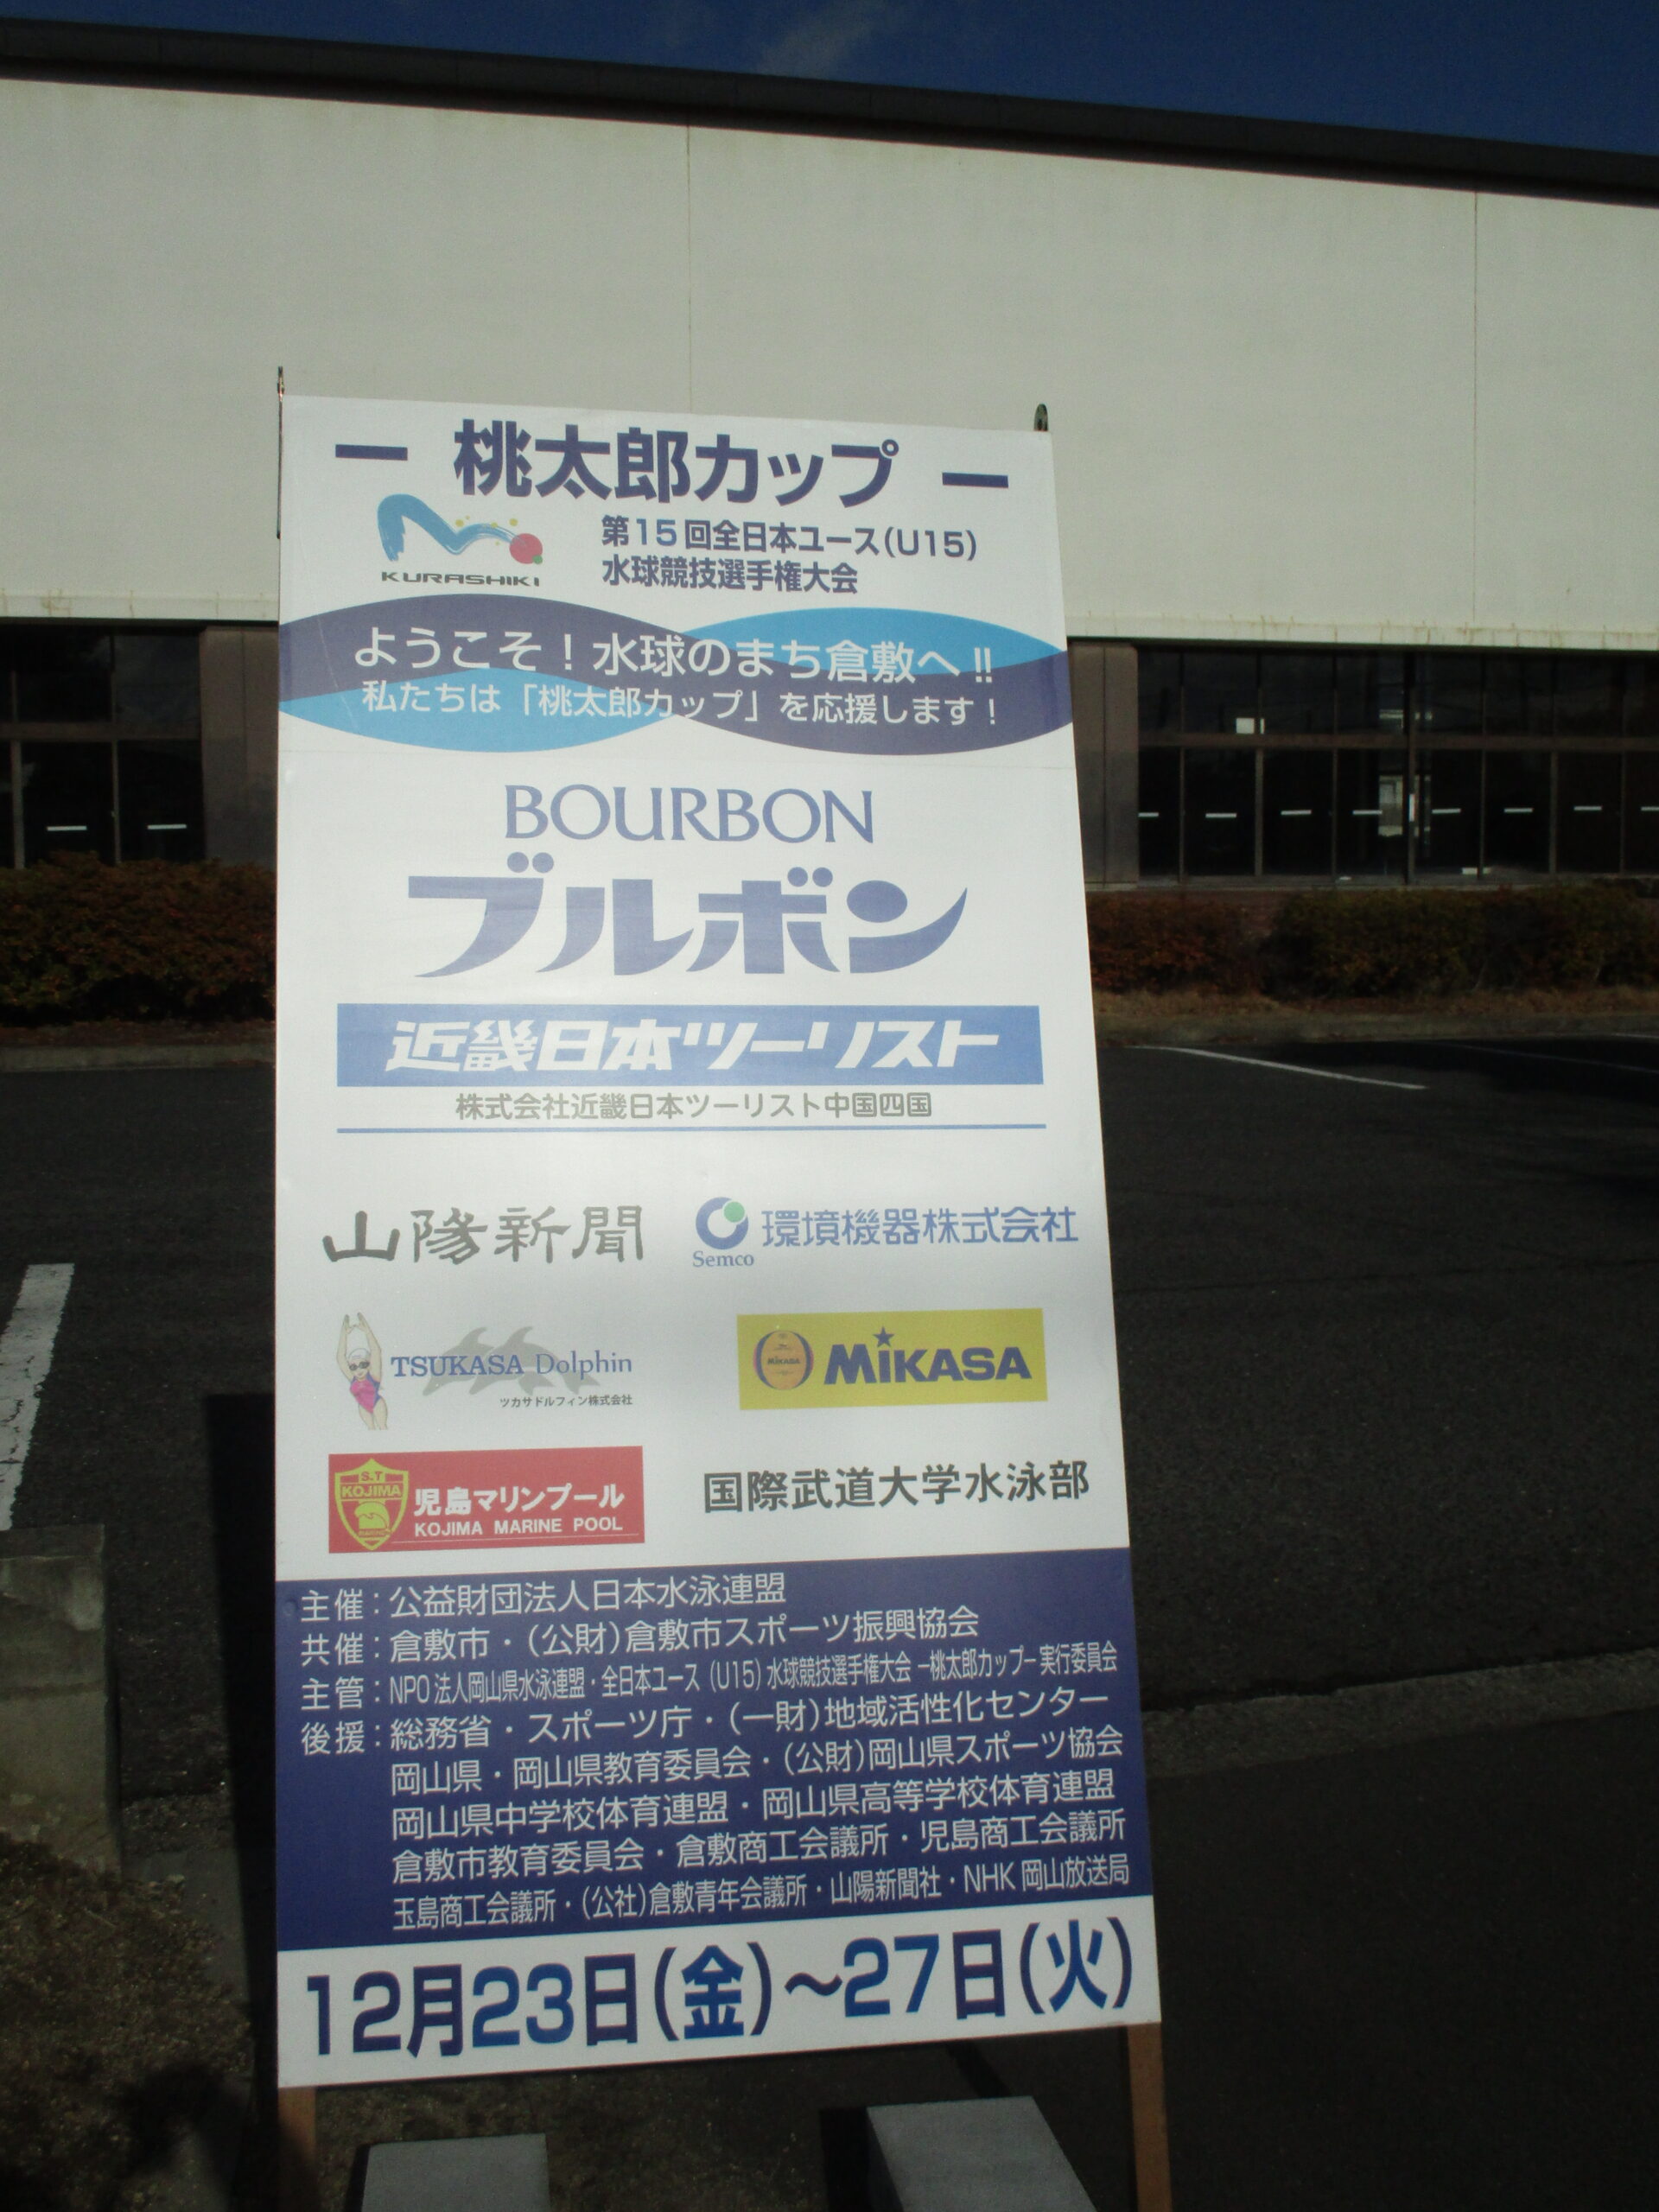 ー 桃太郎カップ ー
KURASHIKI
第15回全日本ユース(U15)
水球競技選手権大会
ようこそ！水球のまち倉敷へ!!
私たちは「桃太郎カップ」を応援します！
BOURBON
ブルボン
近畿日本ツーリスト
株式会社近畿日本ツーリスト中国四国
山陽新聞
Semco 環境機器株式会社
TSUKASA Dolphin
ツカサドルフィン株式会社
MIKASA MIKASA
S.T
KOJIMA
児島マリンプール
KOJIMA MARINE POOL
国際武道大学水泳部
主催：公益財団法人日本水泳連盟
共催：倉敷市・(公財)倉敷市スポーツ振興協会
主管：NPO法人岡山県水泳連盟・全日本ユース(U15)水球競技選手権大会 ー桃太郎カップー 実行委員会
後援：総務省・スポーツ庁・(一財)地域活性化センター
岡山県・岡山県教育委員会・(公財)岡山県スポーツ協会
岡山県中学校体育連盟・岡山県高等学校体育連盟
倉敷市教育委員会・倉敷商工会議所・児島商工会議所
玉島商工会議所・(公社)倉敷青年会議所・山陽新聞社・NHK岡山放送局
12月23日(金)～27日(火)